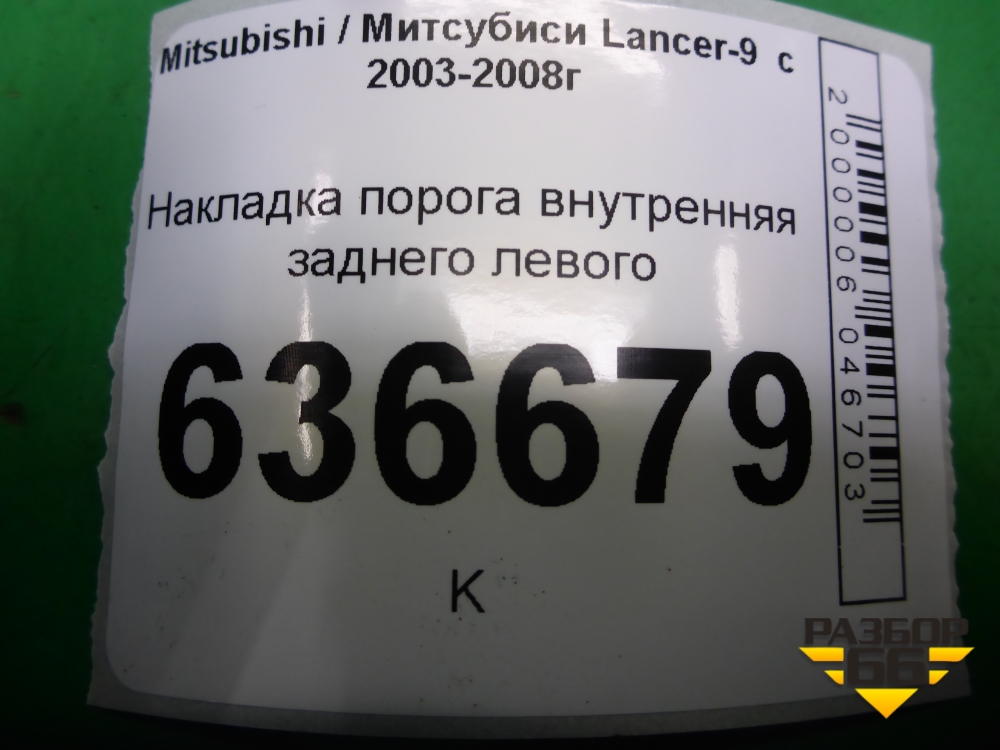 Mitsubishi / Митсубиси Lancer-9 с
2003-2008г
Накладка порога внутренняя
заднего левого
636679
К
2000006046703
РАЗБОР
66